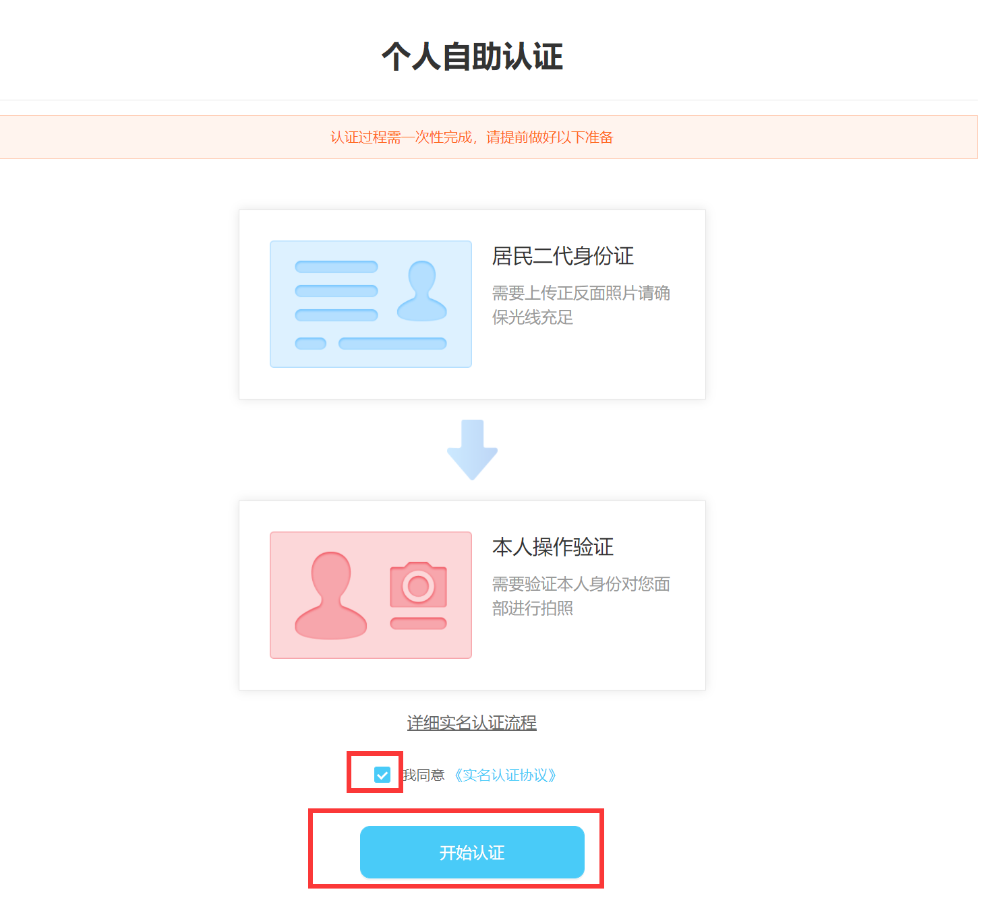 个人自助认证
认证过程需一次性完成，请提前做好以下准备
居民二代身份证
需要上传正反面照片请确
保光线充足
本人操作验证
需要验证本人身份对您面
部进行拍照
详细实名认证流程
我同意《实名认证协议》
开始认证